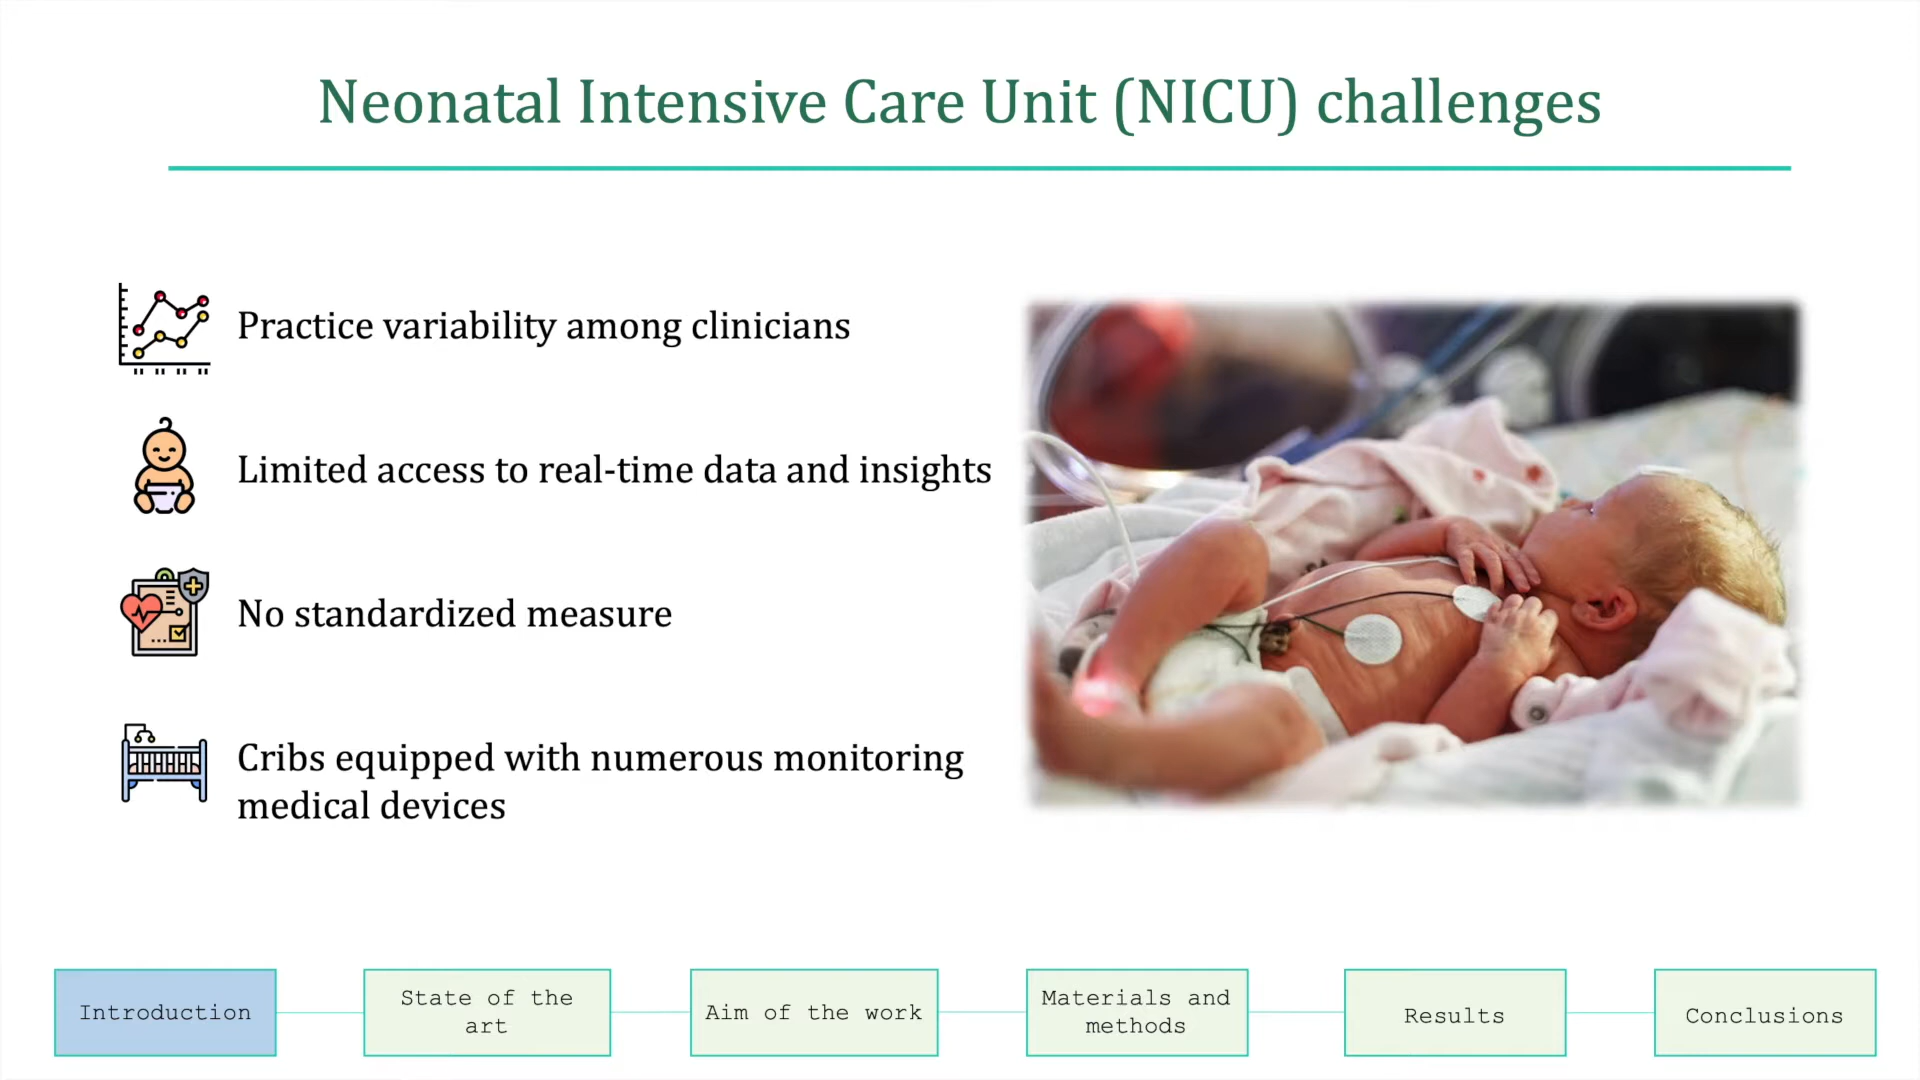 Neonatal Intensive Care Unit (NICU) challenges
Practice variability among clinicians
Limited access to real-time data and insights
No standardized measure
Cribs equipped with numerous monitoring
medical devices
Introduction
State of the
art
Aim of the work
Materials and
methods
Results
Conclusions